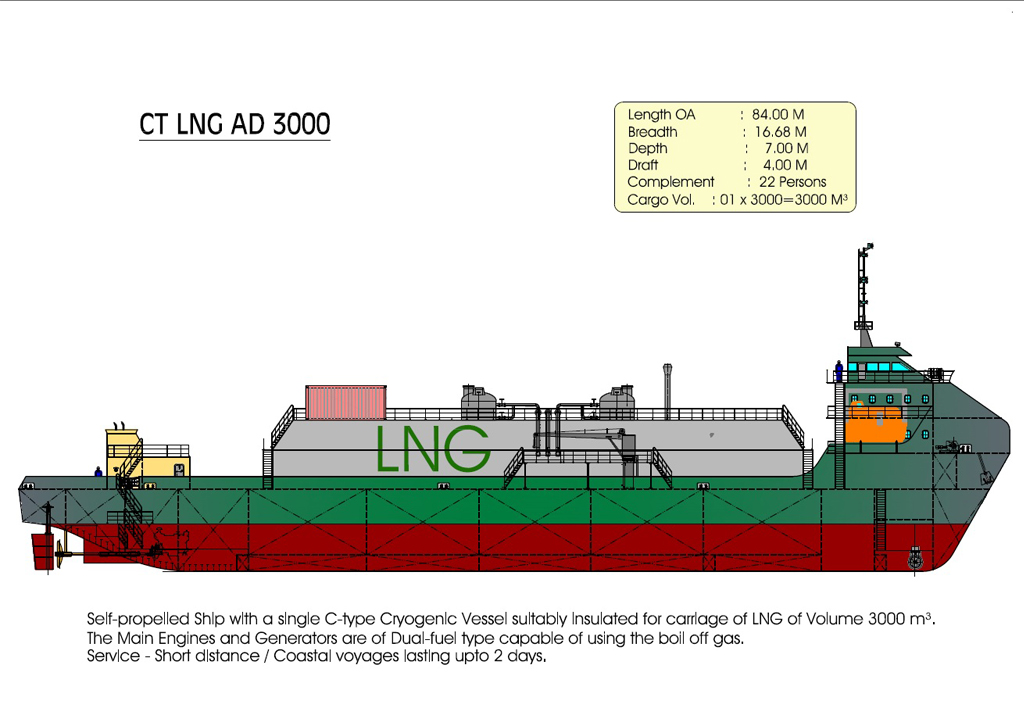 CT LNG AD 3000
Length OA : 84.00 M
Breadth : 16.68 M
Depth : 7.00 M
Draft : 4.00 M
Complement : 22 Persons
Cargo Vol. : 01 x 3000=3000 M³
LNG
Self-propelled Ship with a single C-type Cryogenic Vessel suitably insulated for carriage of LNG of Volume 3000 m³.
The Main Engines and Generators are of Dual-fuel type capable of using the boil off gas.
Service - Short distance / Coastal voyages lasting upto 2 days.